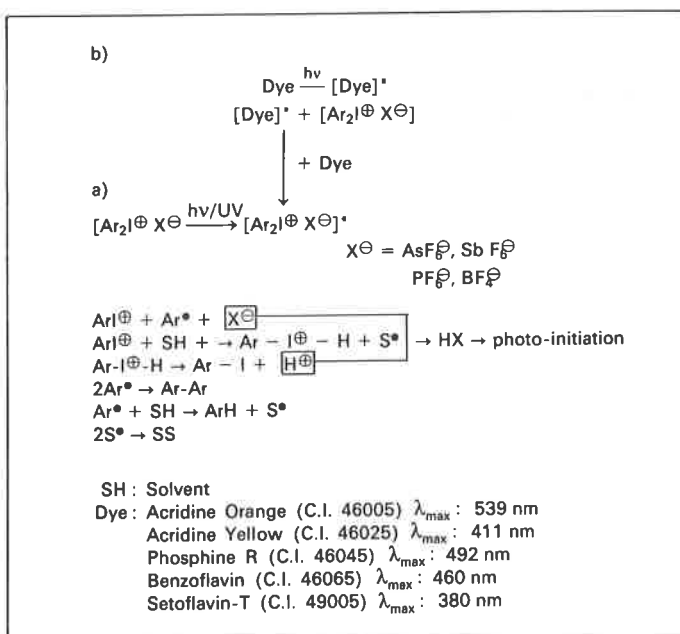 b)
hν
Dye — [Dye]•
[Dye]• + [Ar₂I⊕ X⊖]
+ Dye
a)
hν/UV
[Ar₂I⊕ X⊖ → [Ar₂I⊕ X⊖]•
X⊖ = AsF₆⊖, Sb F₆⊖
PF₆⊖, BF₄⊖
ArI⊕ + Ar• + X⊖
ArI⊕ + SH + → Ar – I⊕ – H + S• → HX → photo-initiation
Ar-I⊕-H → Ar – I + H⊕
2Ar• → Ar-Ar
Ar• + SH → ArH + S•
2S• → SS
SH : Solvent
Dye : Acridine Orange (C.I. 46005) λmax : 539 nm
Acridine Yellow (C.I. 46025) λmax : 411 nm
Phosphine R (C.I. 46045) λmax : 492 nm
Benzoflavin (C.I. 46065) λmax : 460 nm
Setoflavin-T (C.I. 49005) λmax : 380 nm